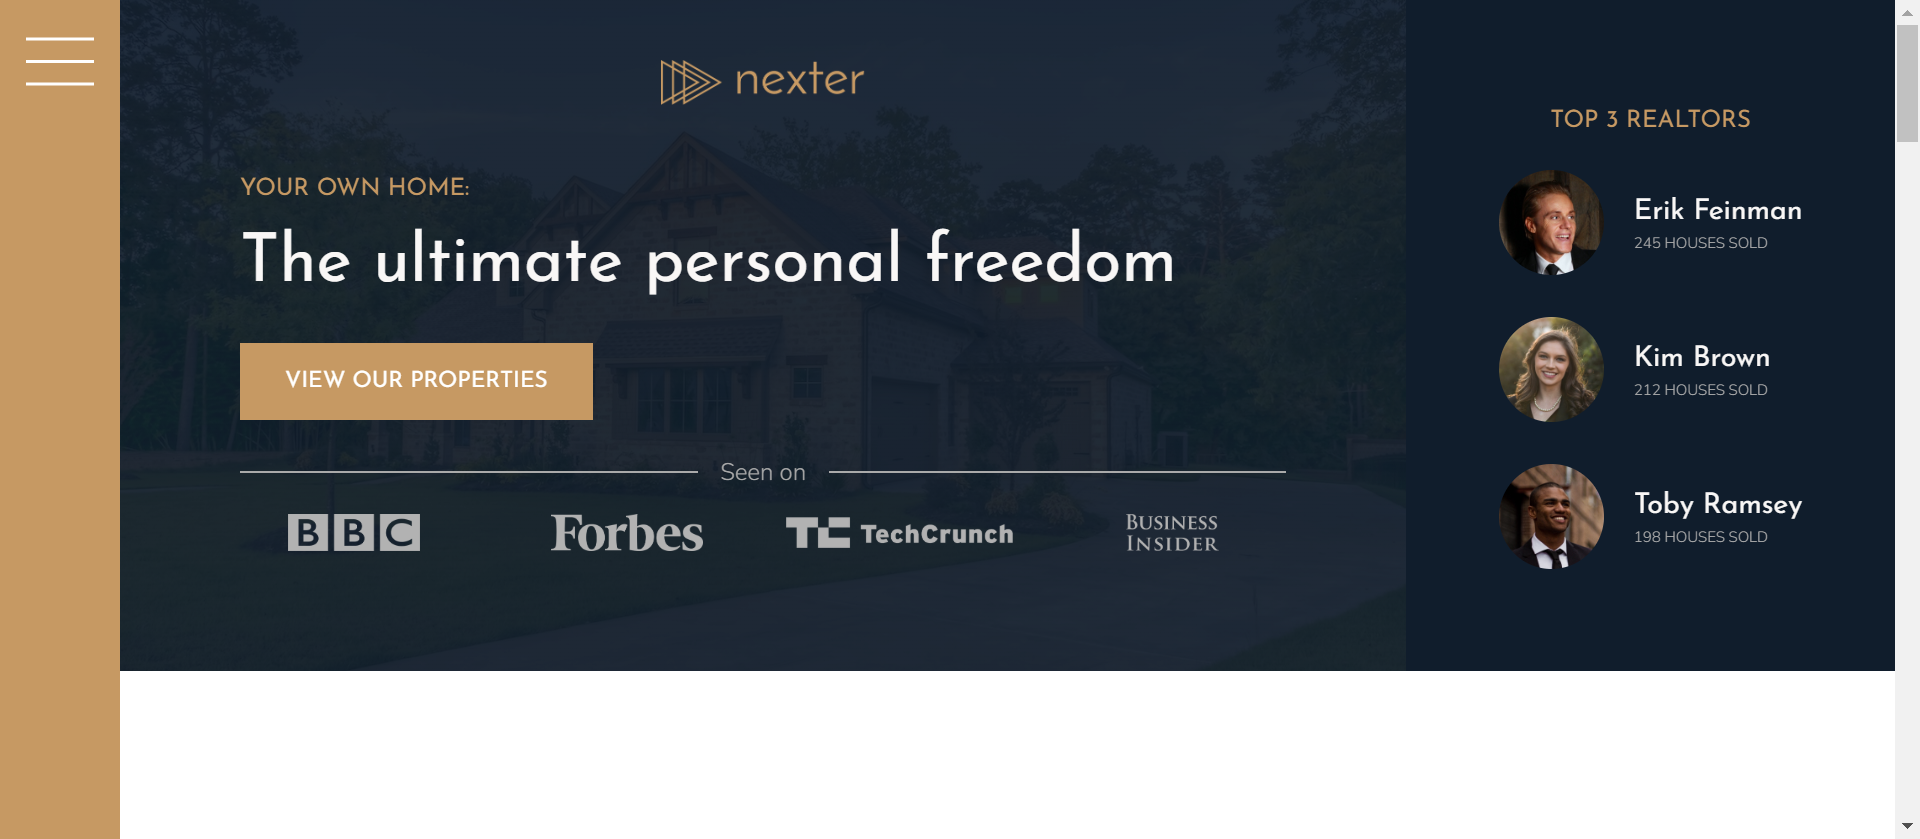 nexter
YOUR OWN HOME:
The ultimate personal freedom
VIEW OUR PROPERTIES
Seen on
BBC
Forbes
TC TechCrunch
BUSINESS
INSIDER
TOP 3 REALTORS
Erik Feinman
245 HOUSES SOLD
Kim Brown
212 HOUSES SOLD
Toby Ramsey
198 HOUSES SOLD